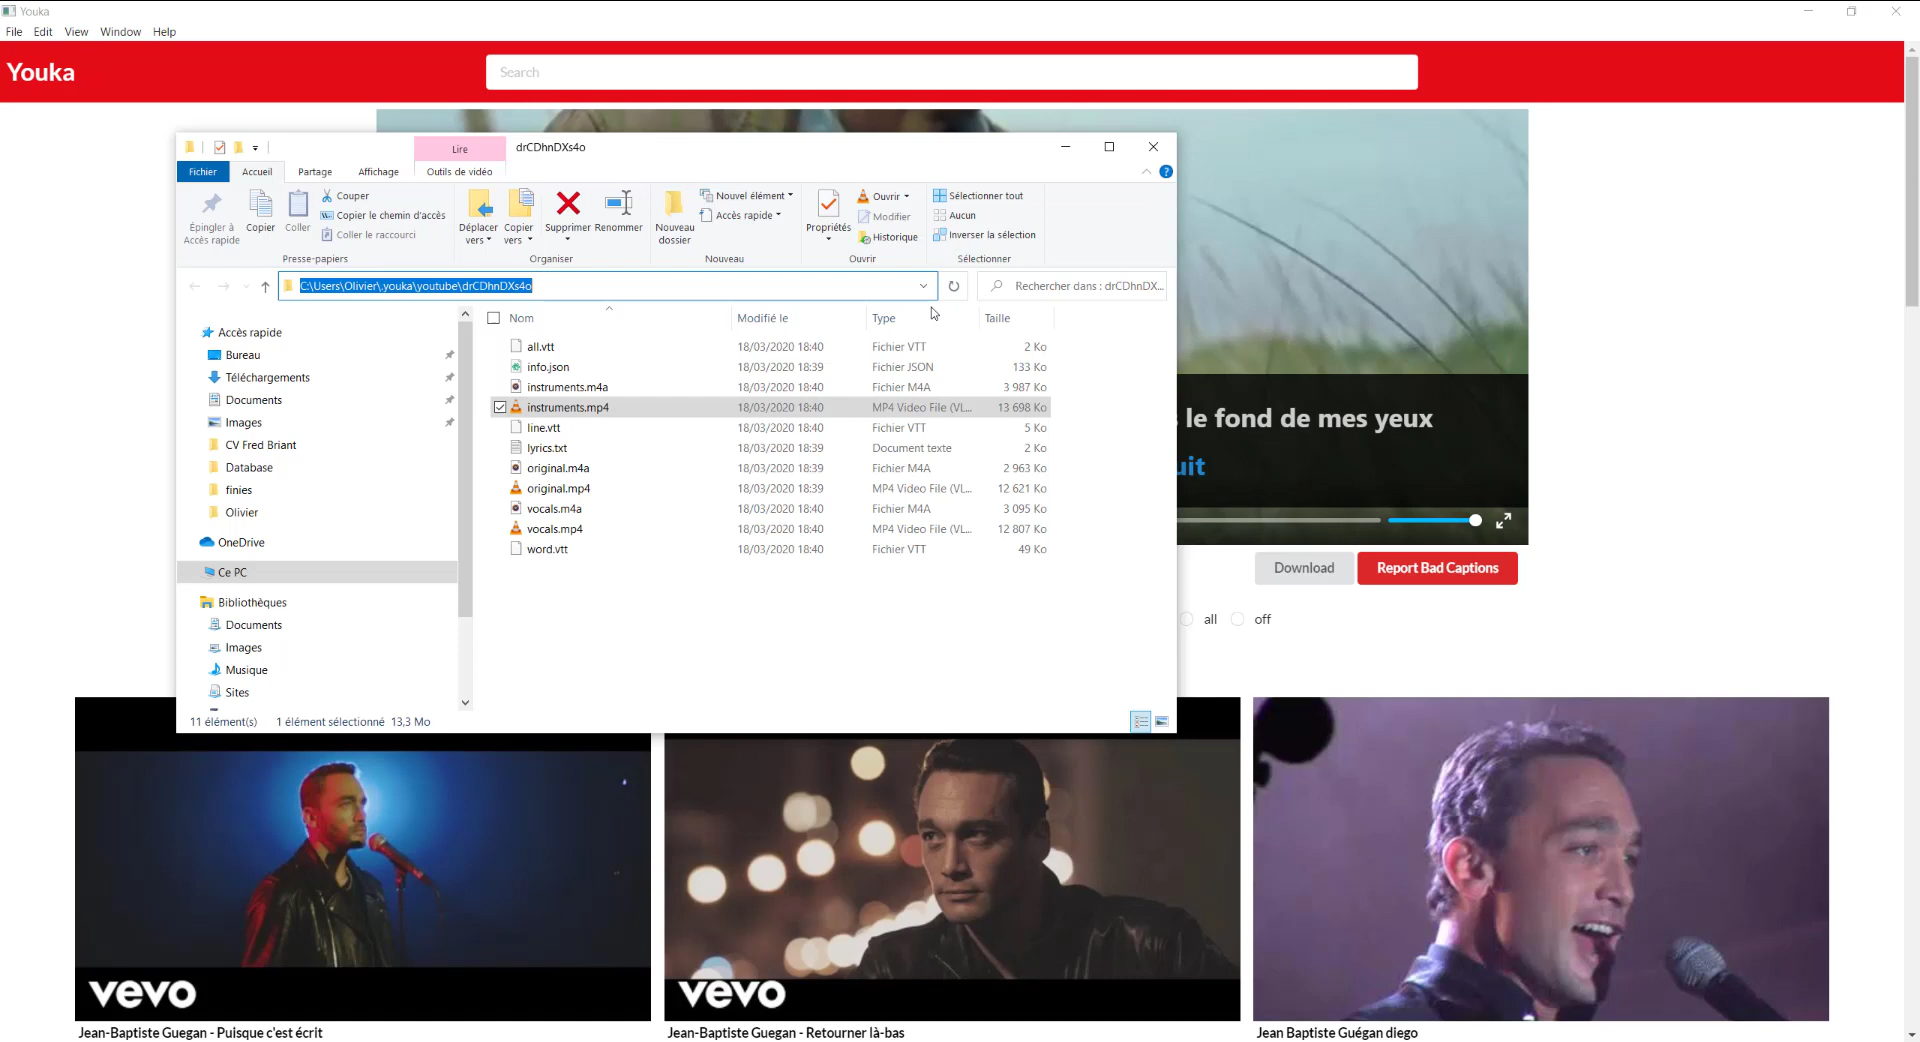 Youka
File Edit View Window Help
Youka
Search
Lire
drCDhnDXs4o
Fichier Accueil Partage Affichage Outils de vidéo
Épingler à Accès rapide
Copier
Coller
Couper
Copier le chemin d'accès
Coller le raccourci
Presse-papiers
Déplacer vers
Copier vers
Supprimer
Renommer
Organiser
Nouveau dossier
Nouvel élément
Accès rapide
Nouveau
Propriétés
Ouvrir
Modifier
Historique
Ouvrir
Sélectionner tout
Aucun
Inverser la sélection
Sélectionner
C:\Users\Olivier\.youka\youtube\drCDhnDXs4o
Rechercher dans : drCDhnDX...
Nom Modifié le Type Taille
all.vtt 18/03/2020 18:40 Fichier VTT 2 Ko
info.json 18/03/2020 18:39 Fichier JSON 133 Ko
instruments.m4a 18/03/2020 18:40 Fichier M4A 3 987 Ko
instruments.mp4 18/03/2020 18:40 MP4 Video File (VL... 13 698 Ko
line.vtt 18/03/2020 18:40 Fichier VTT 5 Ko
lyrics.txt 18/03/2020 18:39 Document texte 2 Ko
original.m4a 18/03/2020 18:39 Fichier M4A 2 963 Ko
original.mp4 18/03/2020 18:39 MP4 Video File (VL... 12 621 Ko
vocals.m4a 18/03/2020 18:40 Fichier M4A 3 095 Ko
vocals.mp4 18/03/2020 18:40 MP4 Video File (VL... 12 807 Ko
word.vtt 18/03/2020 18:40 Fichier VTT 49 Ko
Accès rapide
Bureau
Téléchargements
Documents
Images
CV Fred Briant
Database
finies
Olivier
OneDrive
Ce PC
Bibliothèques
Documents
Images
Musique
Sites
11 élément(s) 1 élément sélectionné 13,3 Mo
le fond de mes yeux
uit
Download
Report Bad Captions
all off
vevo
vevo
Jean-Baptiste Guegan - Puisque c'est écrit
Jean-Baptiste Guegan - Retourner là-bas
Jean Baptiste Guégan diego